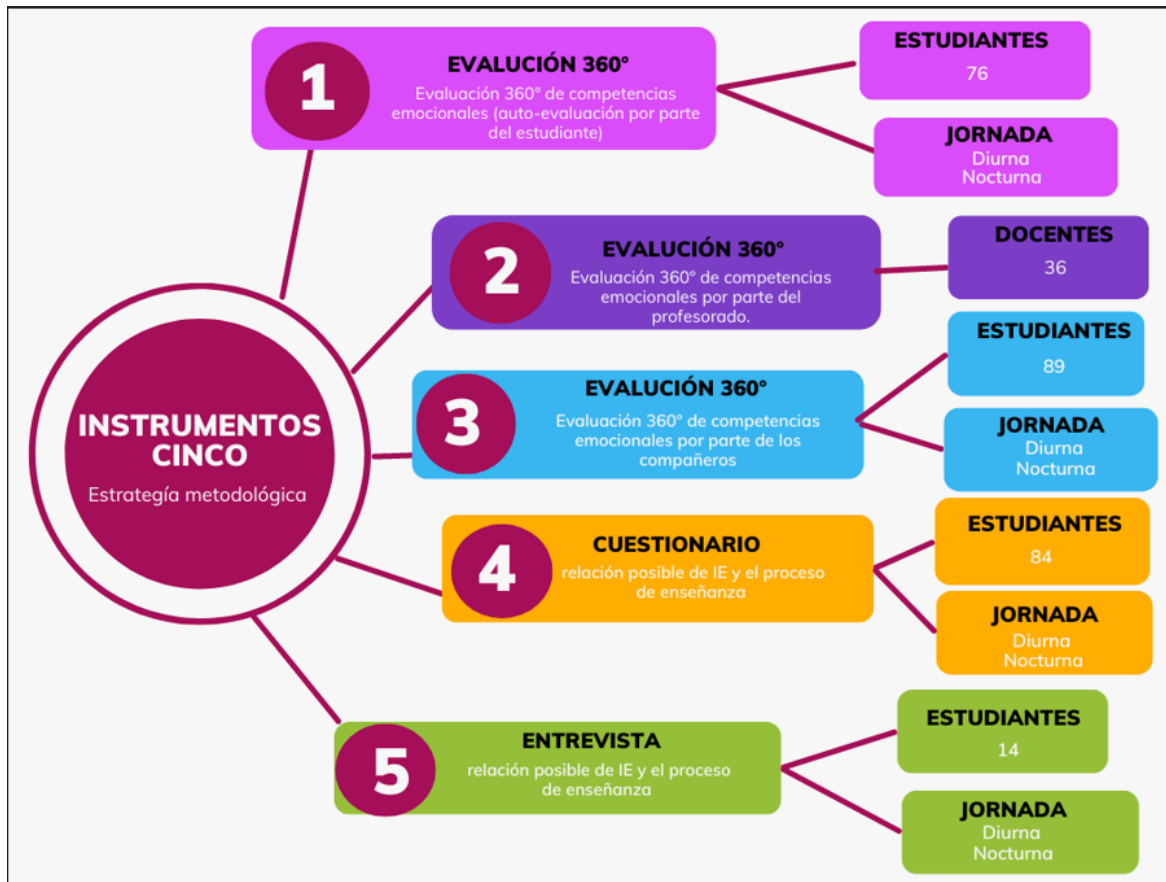 1
EVALUCIÓN 360°
Evaluación 360° de competencias
emocionales (auto-evaluación por parte
del estudiante)
ESTUDIANTES
76
JORNADA
Diurna
Nocturna
2
EVALUCIÓN 360°
Evaluación 360° de competencias
emocionales por parte del
profesorado.
DOCENTES
36
INSTRUMENTOS
CINCO
Estrategía metodológica
3
EVALUCIÓN 360°
Evaluación 360° de competencias
emocionales por parte de los
compañeros
ESTUDIANTES
89
JORNADA
Diurna
Nocturna
4
CUESTIONARIO
relación posible de IE y el proceso
de enseñanza
ESTUDIANTES
84
JORNADA
Diurna
Nocturna
5
ENTREVISTA
relación posible de IE y el proceso
de enseñanza
ESTUDIANTES
14
JORNADA
Diurna
Nocturna